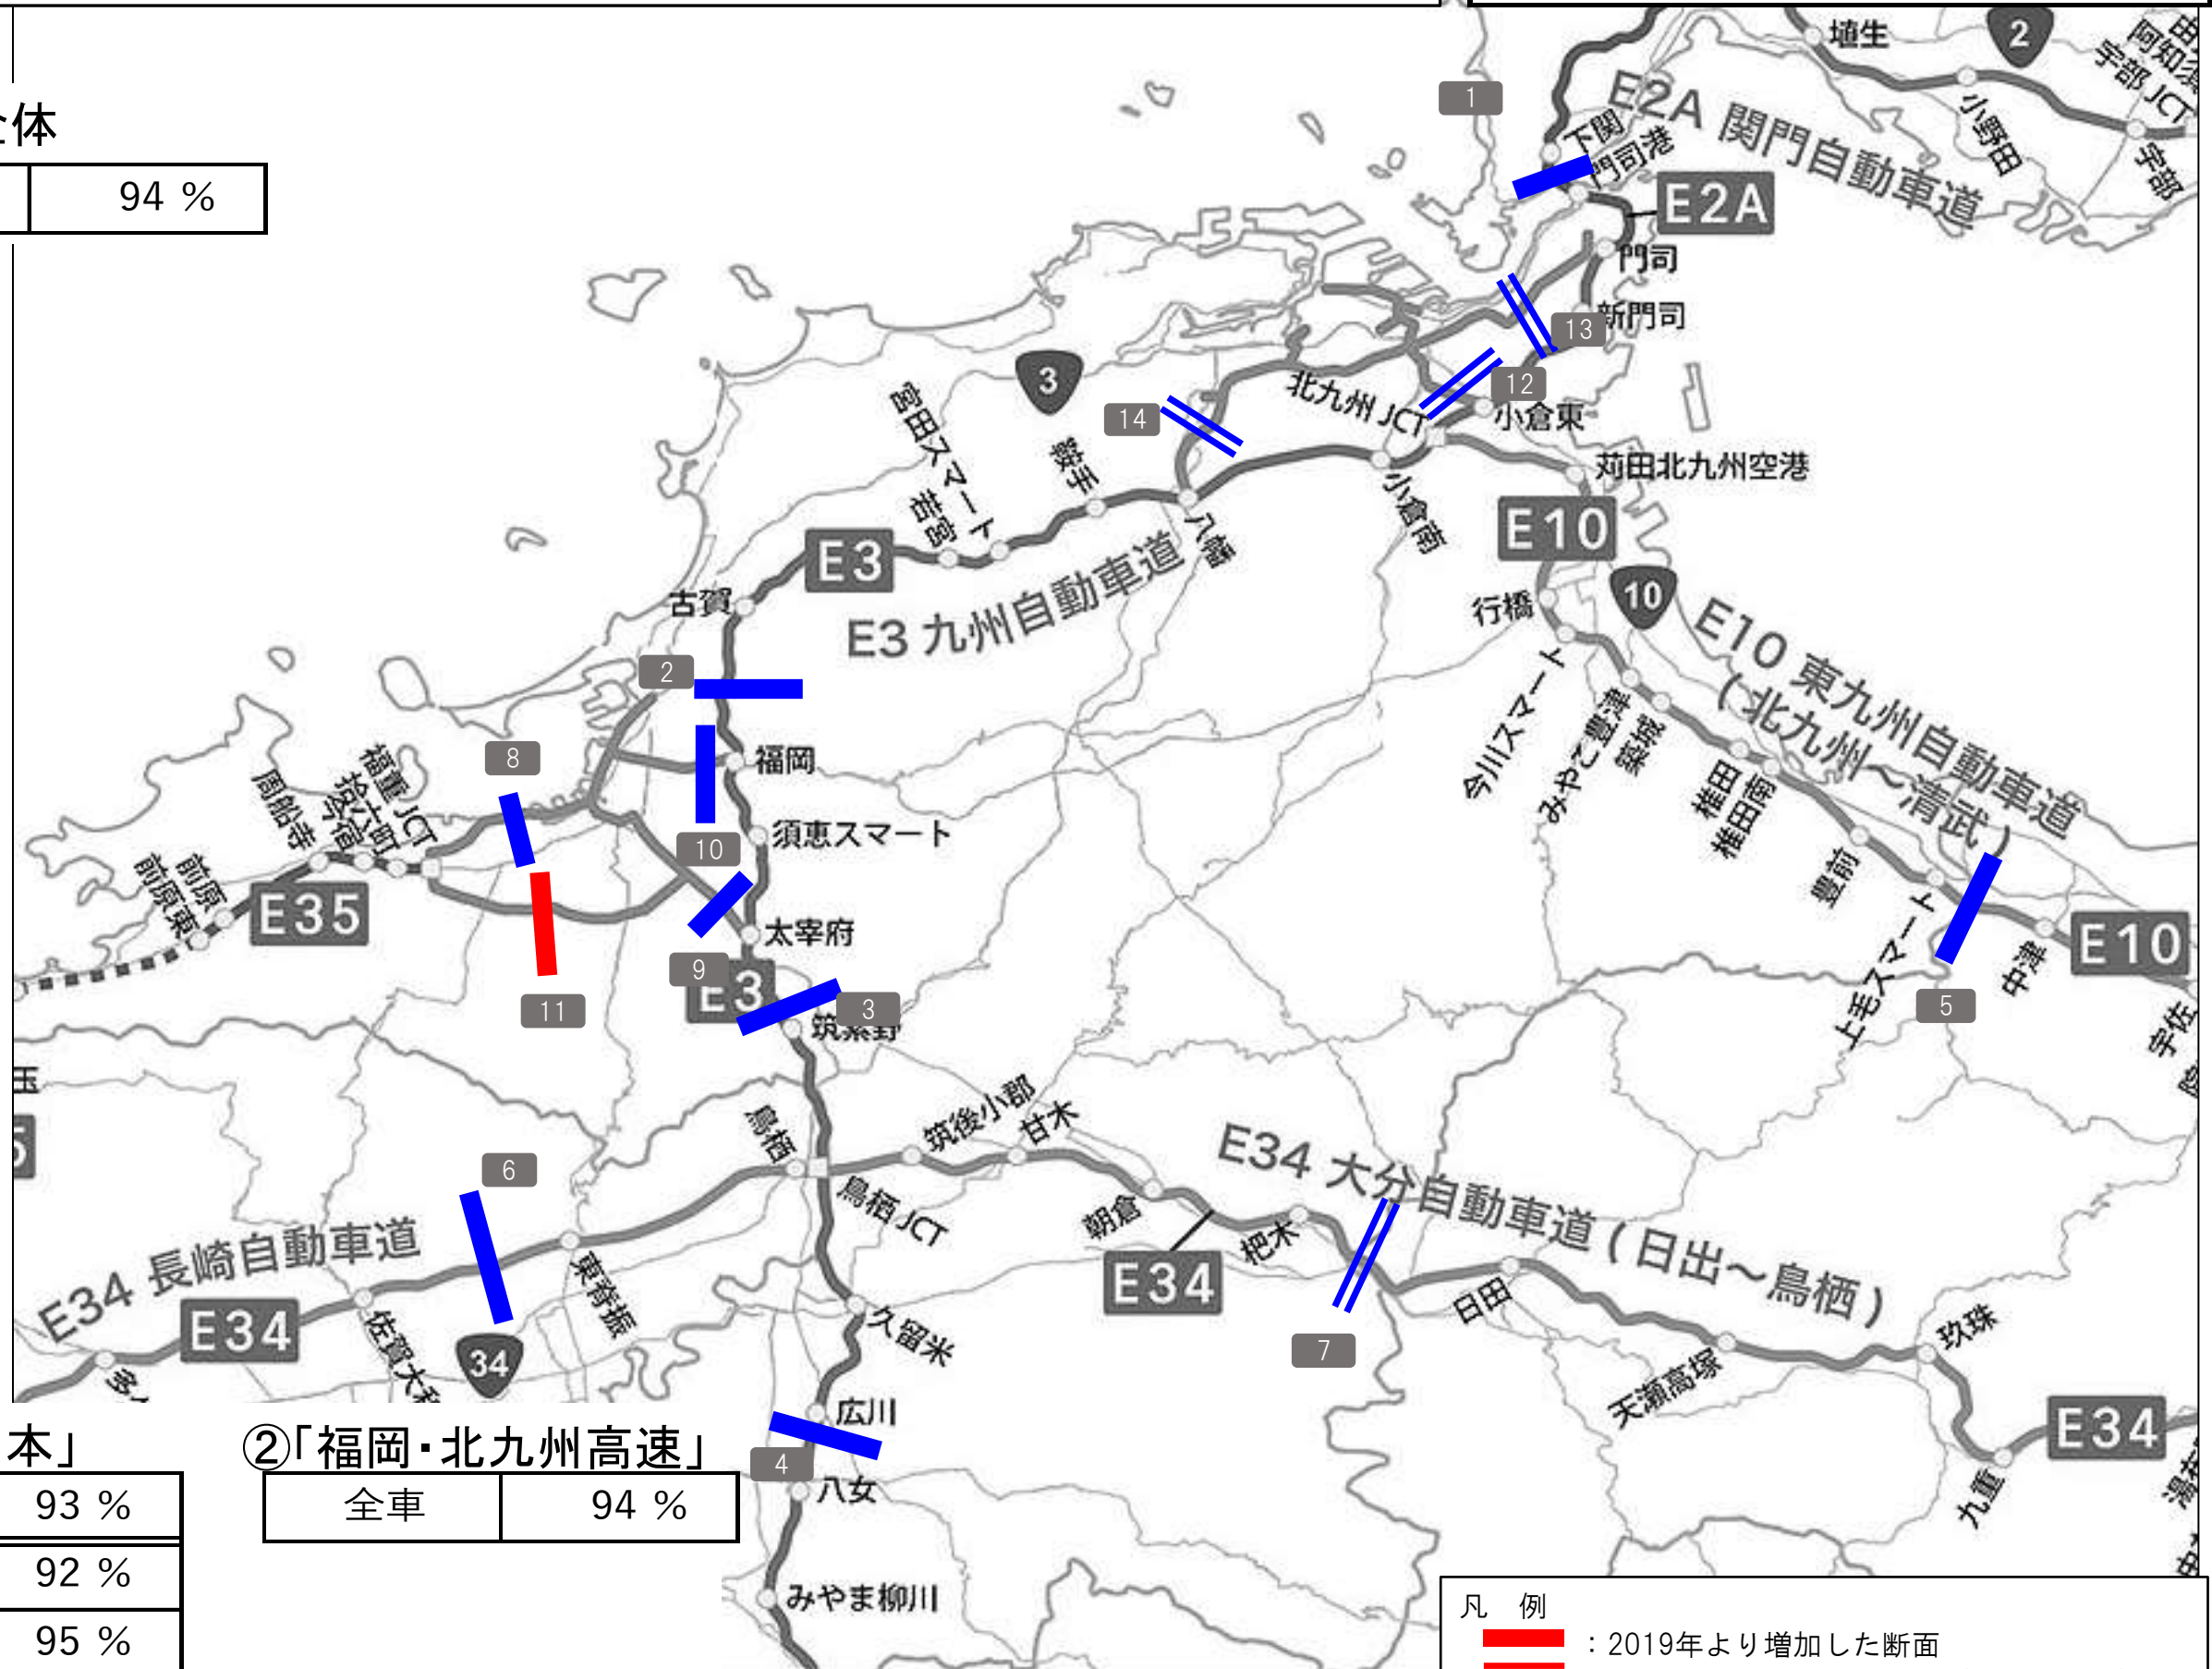 全体
94 %
埴生
2
宇部 JCT
小野田
宇部
1
E2A 関門自動車道
下関
門司港
E2A
門司
新門司
13
12
小倉東
北九州 JCT
14
3
宮田スマート
鞍手
若宮
八幡
小倉南
苅田北九州空港
E10
10
行橋
E3
E3 九州自動車道
古賀
E10 東九州自動車道
( 北九州～清武 )
今川スマート
みやこ豊津
築城
椎田
椎田南
豊前
上毛スマート
中津
E10
宇佐
5
2
福岡
8
10
須恵スマート
福重 JCT
拾六町
今宿
周船寺
前原
前原東
E35
太宰府
9
E3
3
筑紫野
11
6
鳥栖
筑後小郡
甘木
鳥栖 JCT
朝倉
杷木
E34
E34 大分自動車道 ( 日出～鳥栖 )
7
日田
天瀬高塚
玖珠
九重
E34
E34 長崎自動車道
E34
東脊振
佐賀大和
34
久留米
広川
4
八女
みやま柳川
本」
93 %
92 %
95 %
②「福岡・北九州高速」
全車 94 %
凡 例
：2019年より増加した断面